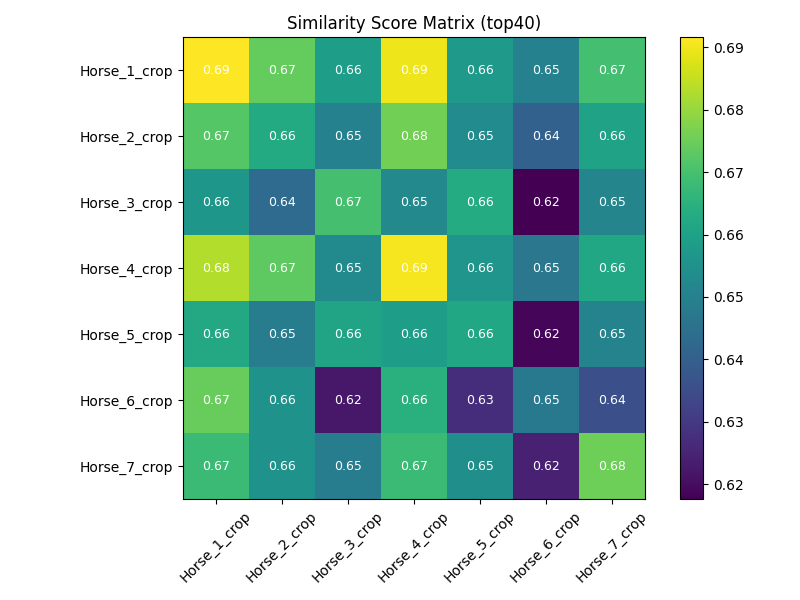 Similarity Score Matrix (top40)
Horse_1_crop 0.69 0.67 0.66 0.69 0.66 0.65 0.67
Horse_2_crop 0.67 0.66 0.65 0.68 0.65 0.64 0.66
Horse_3_crop 0.66 0.64 0.67 0.65 0.66 0.62 0.65
Horse_4_crop 0.68 0.67 0.65 0.69 0.66 0.65 0.66
Horse_5_crop 0.66 0.65 0.66 0.66 0.66 0.62 0.65
Horse_6_crop 0.67 0.66 0.62 0.66 0.63 0.65 0.64
Horse_7_crop 0.67 0.66 0.65 0.67 0.65 0.62 0.68
Horse_1_crop Horse_2_crop Horse_3_crop Horse_4_crop Horse_5_crop Horse_6_crop Horse_7_crop
0.69
0.68
0.67
0.66
0.65
0.64
0.63
0.62